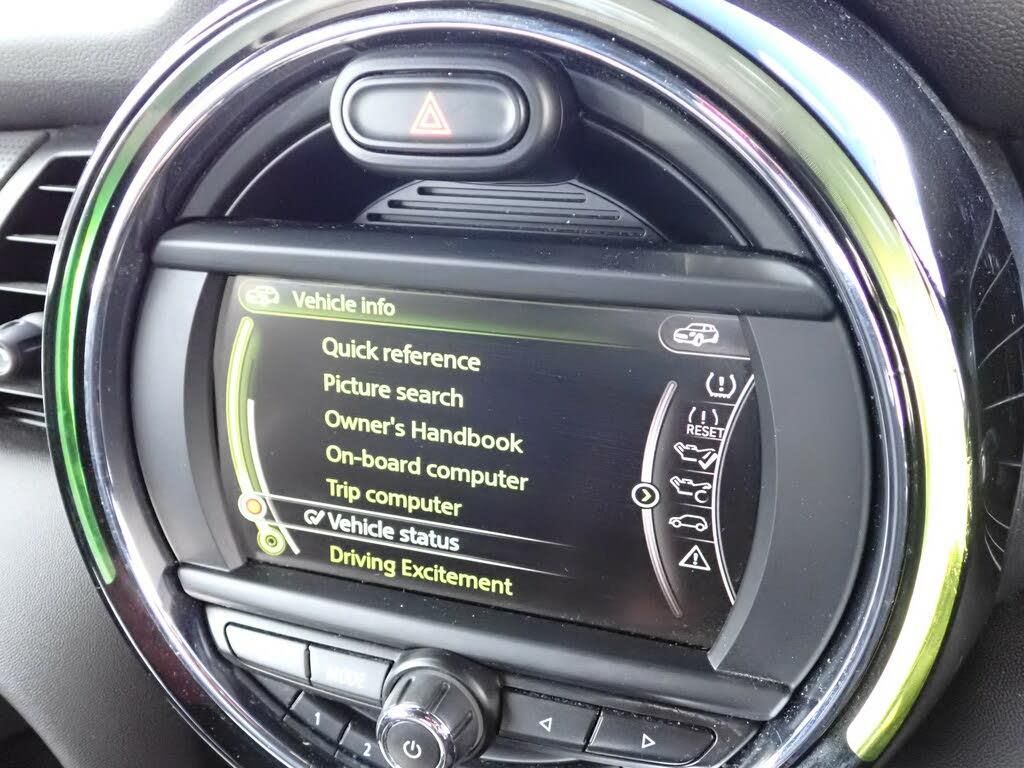 Vehicle info
Quick reference
Picture search
Owner's Handbook
On-board computer
Trip computer
Vehicle status
Driving Excitement
RESET
MODE
1
2